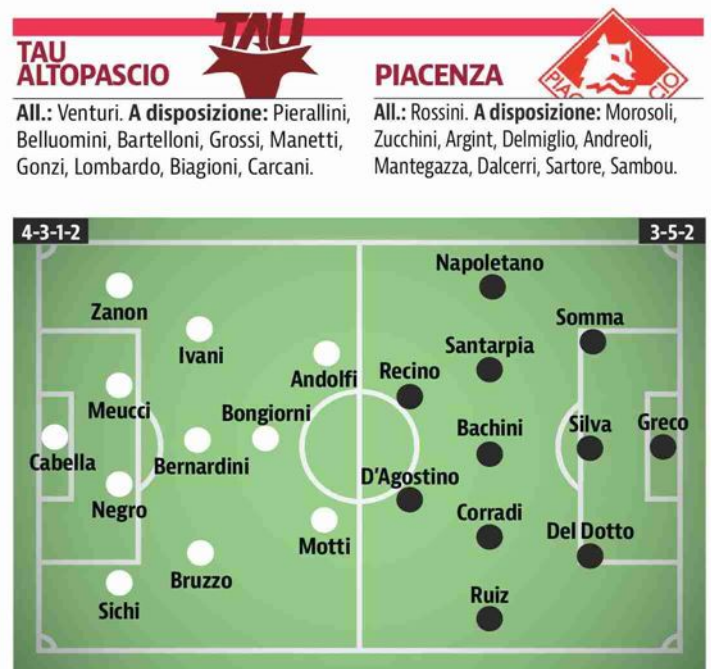 TAU
TAU
ALTOPASCIO
All.: Venturi. A disposizione: Pierallini,
Belluomini, Bartelloni, Grossi, Manetti,
Gonzi, Lombardo, Biagioni, Carcani.
PIAC
CIO
PIACENZA
All.: Rossini. A disposizione: Morosoli,
Zucchini, Argint, Delmiglio, Andreoli,
Mantegazza, Dalcerri, Sartore, Sambou.
4-3-1-2
Zanon
Ivani
Andolfi
Meucci
Bongiorni
Cabella
Bernardini
Negro
Motti
Bruzzo
Sichi
3-5-2
Napoletano
Somma
Santarpia
Recino
Bachini
Silva
Greco
D'Agostino
Corradi
Del Dotto
Ruiz